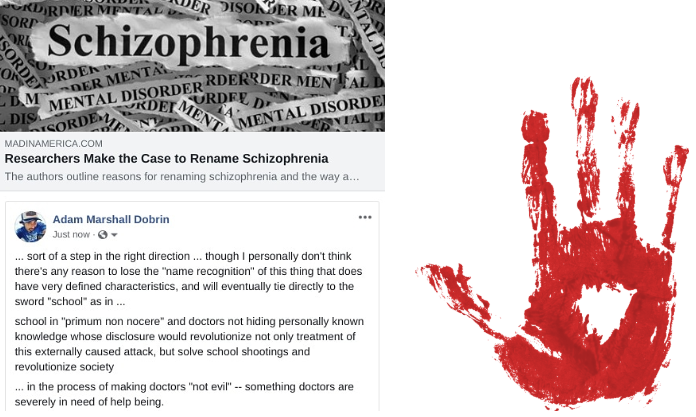 Schizophrenia
MENTAL DISORDER
MENTAL DISORDER
MADINAMERICA.COM
Researchers Make the Case to Rename Schizophrenia
The authors outline reasons for renaming schizophrenia and the way a…
Adam Marshall Dobrin
Just now ·
... sort of a step in the right direction ... though I personally don't think
there's any reason to lose the "name recognition" of this thing that does
have very defined characteristics, and will eventually tie directly to the
sword "school" as in ...
school in "primum non nocere" and doctors not hiding personally known
knowledge whose disclosure would revolutionize not only treatment of
this externally caused attack, but solve school shootings and
revolutionize society
... in the process of making doctors "not evil" -- something doctors are
severely in need of help being.